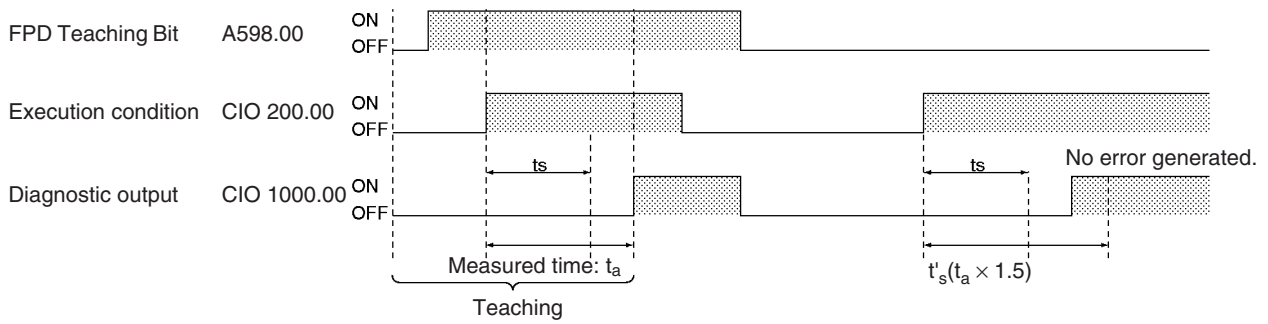 ON
FPD Teaching Bit A598.00
OFF
ON
Execution condition CIO 200.00
OFF
ts
ts
No error generated.
ON
Diagnostic output CIO 1000.00
OFF
Measured time: ta
t's(ta × 1.5)
Teaching